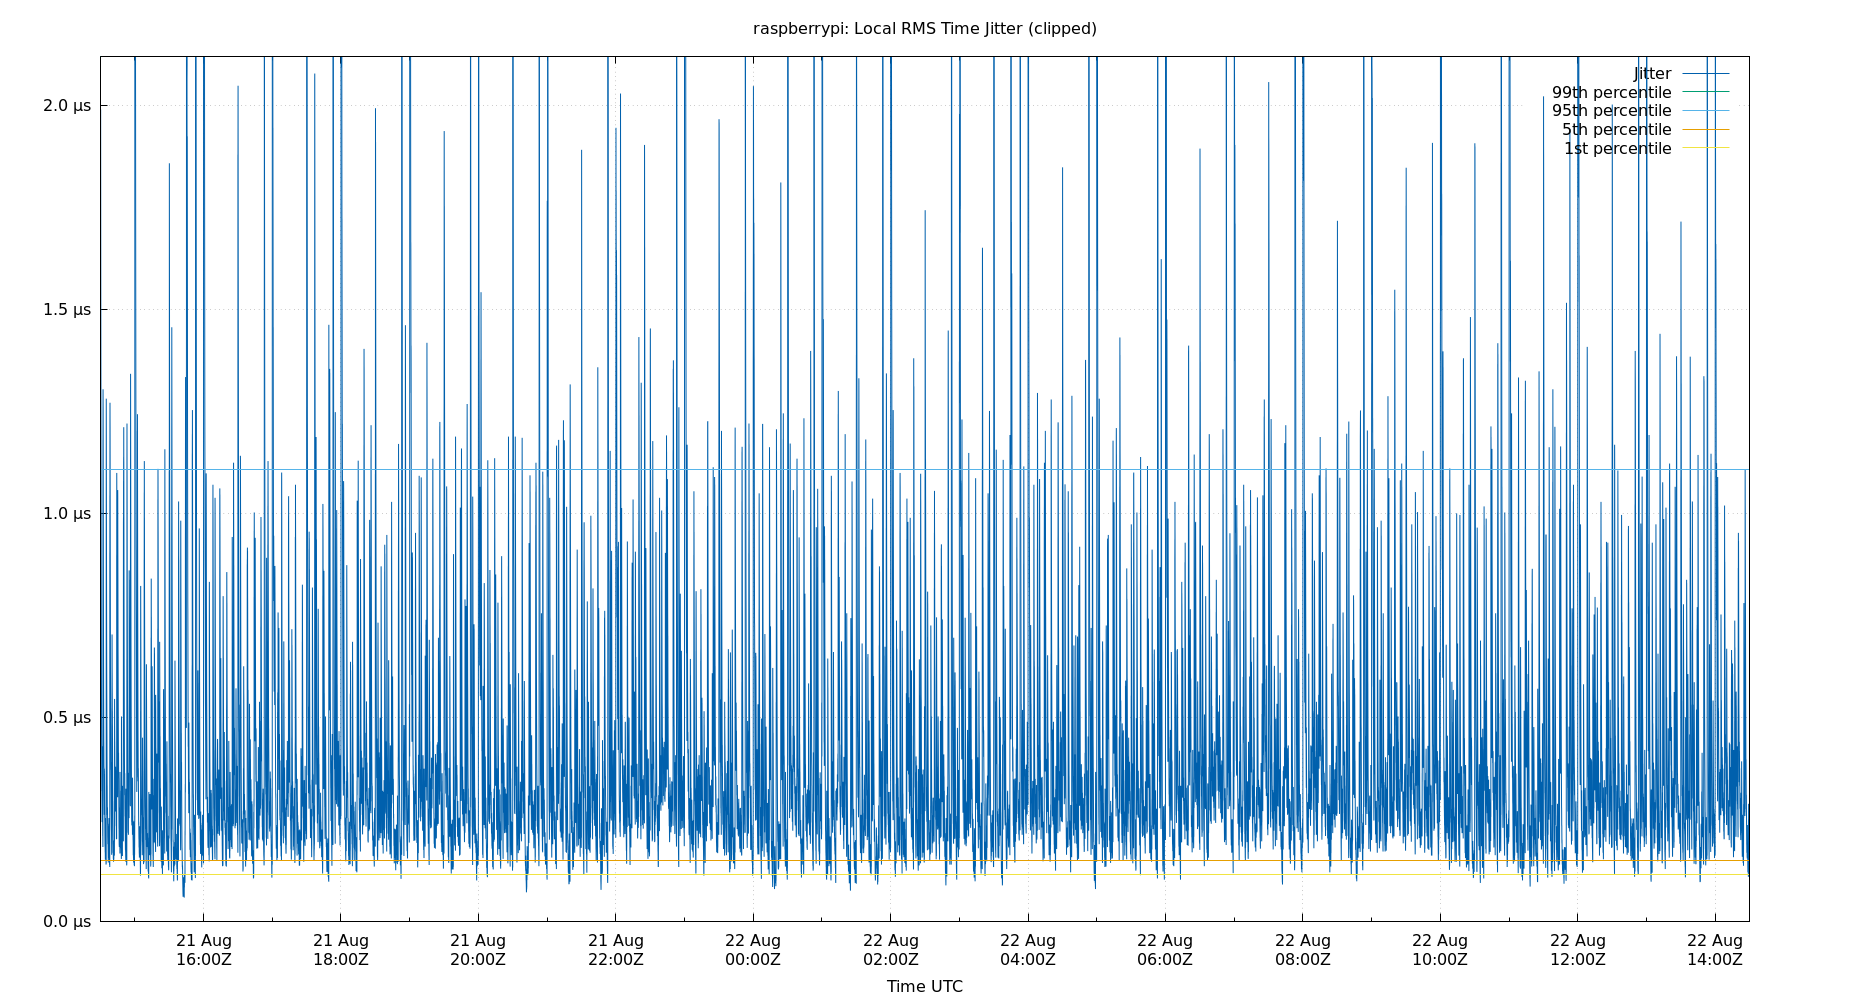 raspberrypi: Local RMS Time Jitter (clipped)
Jitter
99th percentile
95th percentile
5th percentile
1st percentile
2.0 µs
1.5 µs
1.0 µs
0.5 µs
0.0 µs
21 Aug 21 Aug 21 Aug 21 Aug 22 Aug 22 Aug 22 Aug 22 Aug 22 Aug 22 Aug 22 Aug 22 Aug
16:00Z 18:00Z 20:00Z 22:00Z 00:00Z 02:00Z 04:00Z 06:00Z 08:00Z 10:00Z 12:00Z 14:00Z
Time UTC